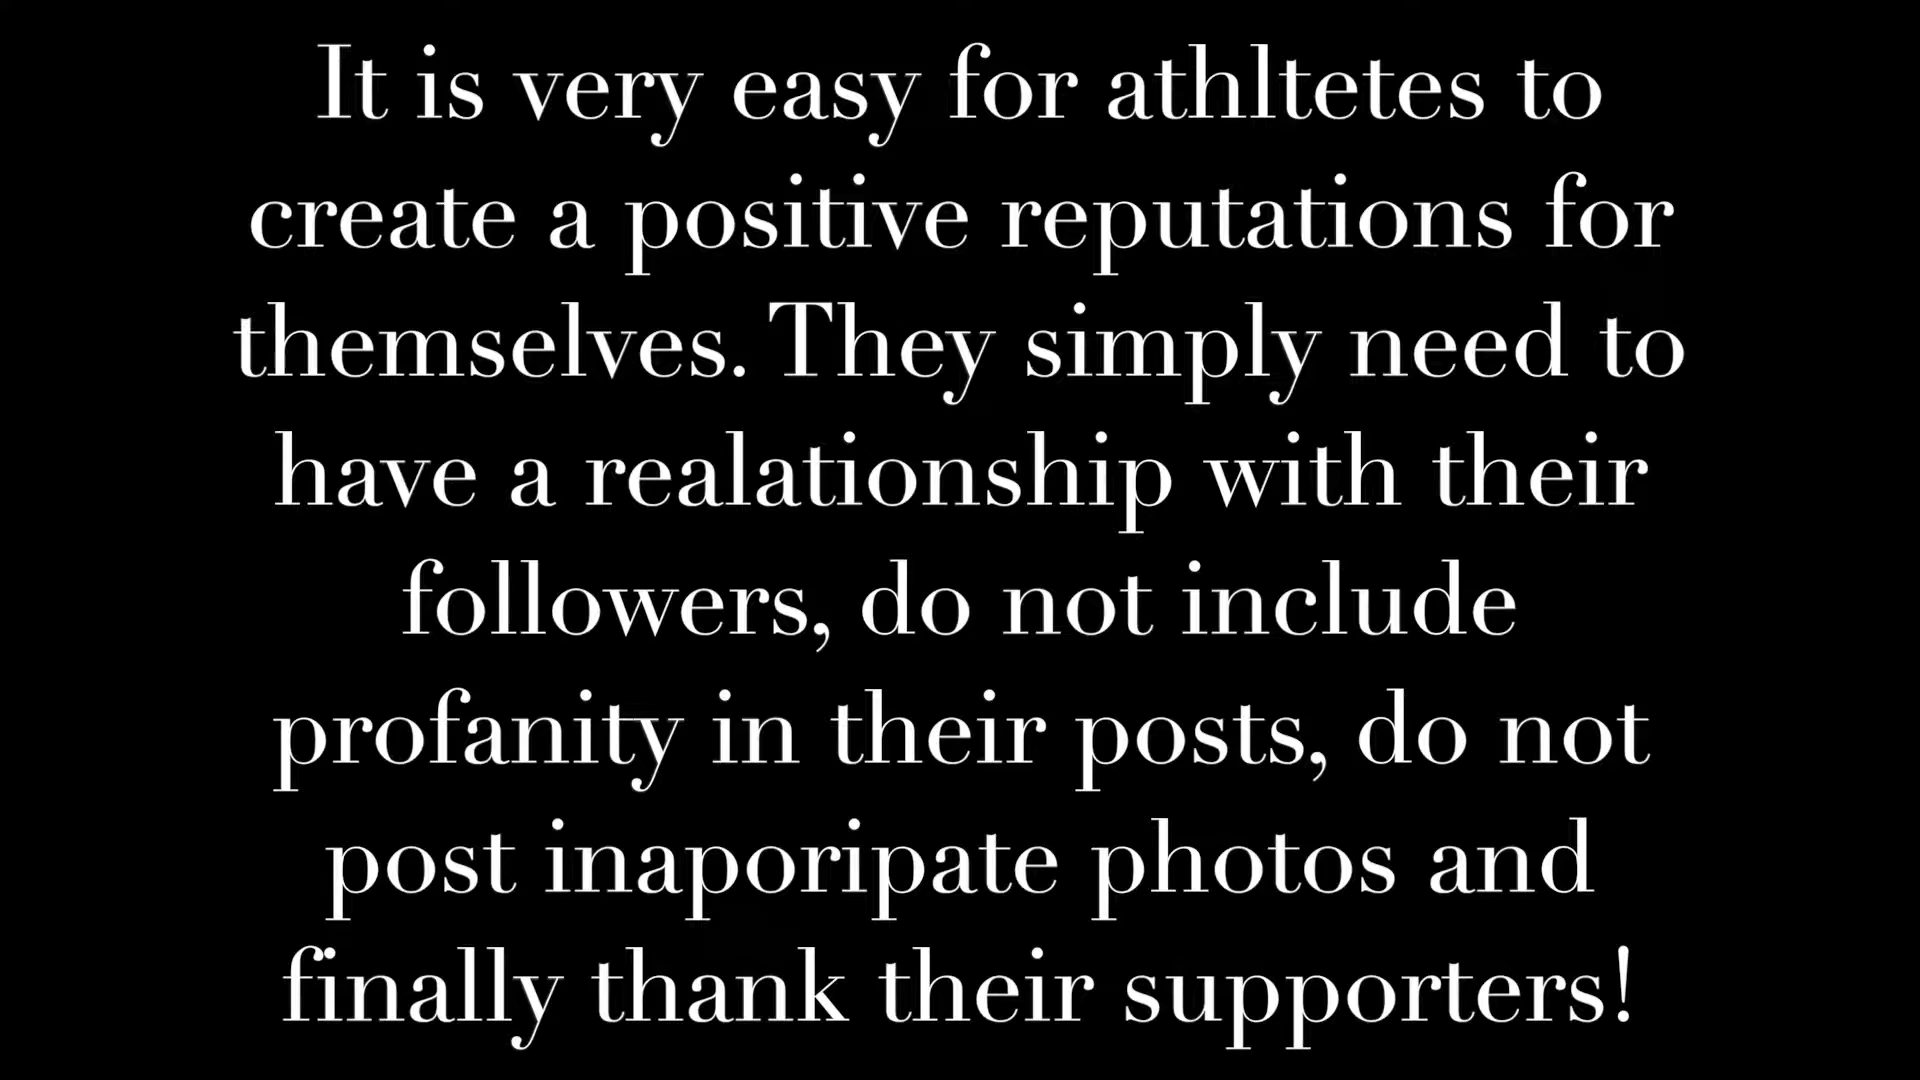 It is very easy for athltetes to
create a positive reputations for
themselves. They simply need to
have a realationship with their
followers, do not include
profanity in their posts, do not
post inaporipate photos and
finally thank their supporters!